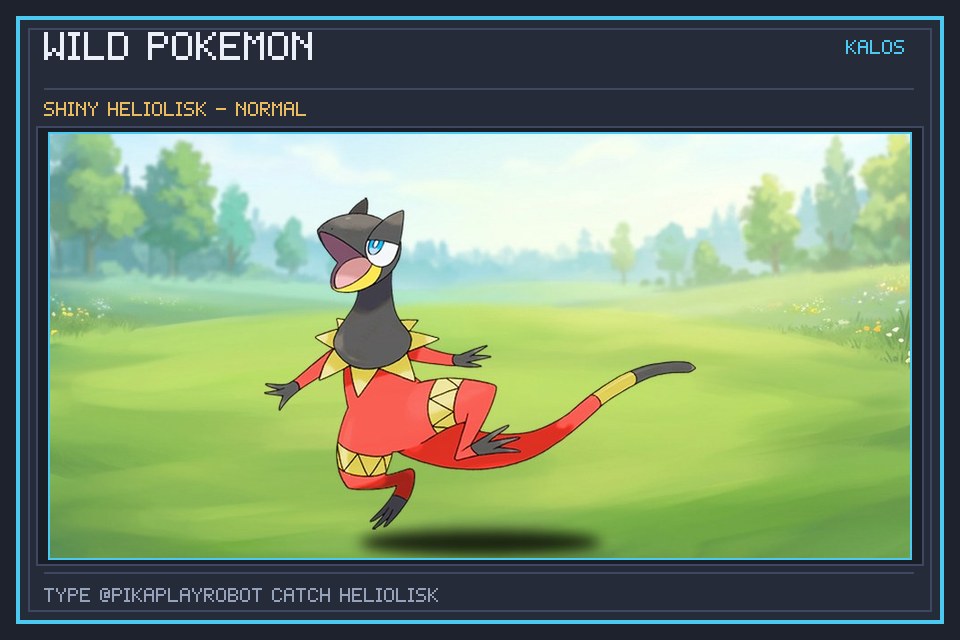 WILD POKEMON
KALOS
SHINY HELIOLISK - NORMAL
TYPE @PIKAPLAYROBOT CATCH HELIOLISK